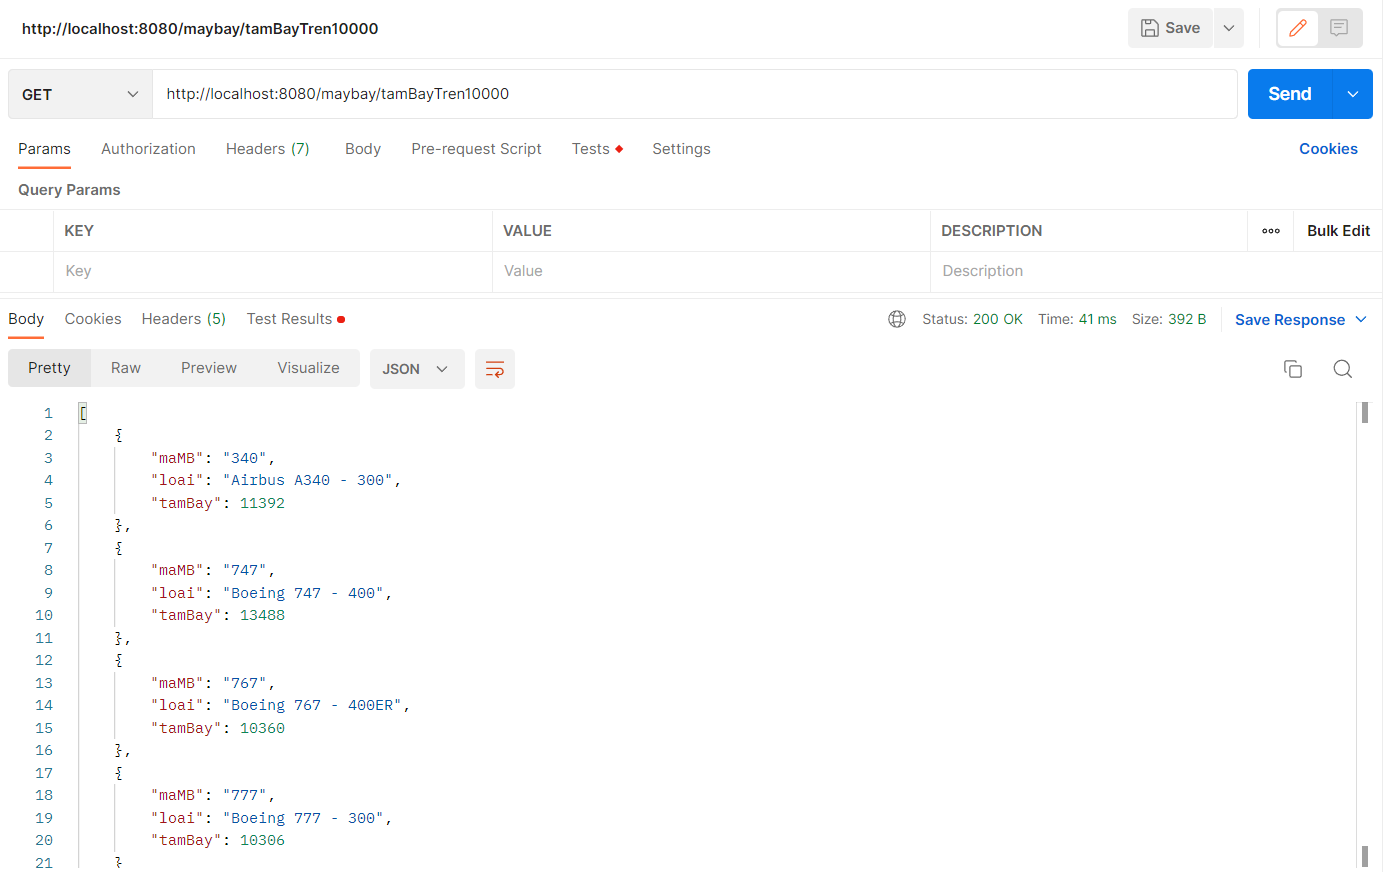 http://localhost:8080/maybay/tamBayTren10000 Save
GET http://localhost:8080/maybay/tamBayTren10000 Send
Params Authorization Headers (7) Body Pre-request Script Tests Settings Cookies
Query Params
KEY VALUE DESCRIPTION ooo Bulk Edit
Key Value Description
Body Cookies Headers (5) Test Results Status: 200 OK Time: 41 ms Size: 392 B Save Response
Pretty Raw Preview Visualize JSON
1 [
2 {
3 "maMB": "340",
4 "loai": "Airbus A340 - 300",
5 "tamBay": 11392
6 },
7 {
8 "maMB": "747",
9 "loai": "Boeing 747 - 400",
10 "tamBay": 13488
11 },
12 {
13 "maMB": "767",
14 "loai": "Boeing 767 - 400ER",
15 "tamBay": 10360
16 },
17 {
18 "maMB": "777",
19 "loai": "Boeing 777 - 300",
20 "tamBay": 10306
21 }